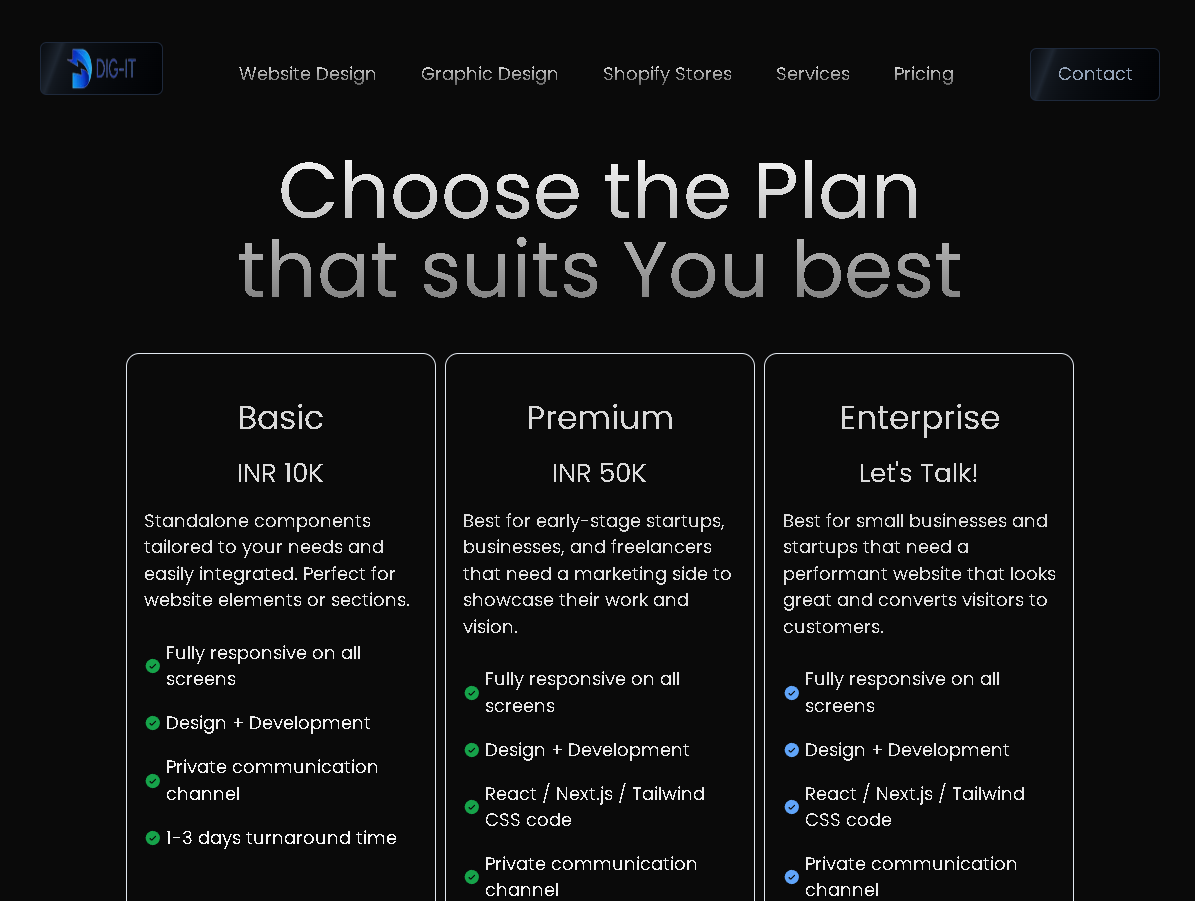 DIG-IT
Website Design
Graphic Design
Shopify Stores
Services
Pricing
Contact
Choose the Plan
that suits You best
Basic
INR 10K
Standalone components
tailored to your needs and
easily integrated. Perfect for
website elements or sections.
Fully responsive on all
screens
Design + Development
Private communication
channel
1-3 days turnaround time
Premium
INR 50K
Best for early-stage startups,
businesses, and freelancers
that need a marketing side to
showcase their work and
vision.
Fully responsive on all
screens
Design + Development
React / Next.js / Tailwind
CSS code
Private communication
channel
Enterprise
Let's Talk!
Best for small businesses and
startups that need a
performant website that looks
great and converts visitors to
customers.
Fully responsive on all
screens
Design + Development
React / Next.js / Tailwind
CSS code
Private communication
channel